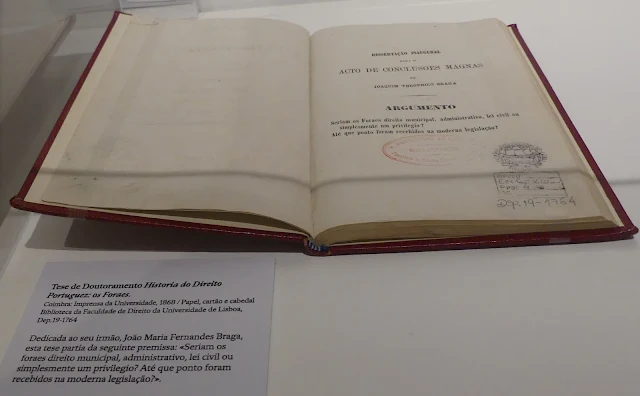 DISSERTAÇÃO INAUGURAL
PARA O
ACTO DE CONCLUSÕES MAGNAS
DE
JOAQUIM THEOPHILO BRAGA
ARGUMENTO
Seriam os Foraes direito municipal, administrativo, lei civil ou
simplesmente um privilegio?
Até que ponto foram recebidos na moderna legislação?
Dep. 19-1764
Tese de Doutoramento Historia do Direito
Portuguez: os Foraes.
Coimbra: Imprensa da Universidade, 1868 / Papel, cartão e cabedal
Biblioteca da Faculdade de Direito da Universidade de Lisboa,
Dep.19-1764
Dedicada ao seu irmão, João Maria Fernandes Braga,
esta tese partia da seguinte premissa: «Seriam os
foraes direito municipal, administrativo, lei civil ou
simplesmente um privilegio? Até que ponto foram
recebidos na moderna legislação?».